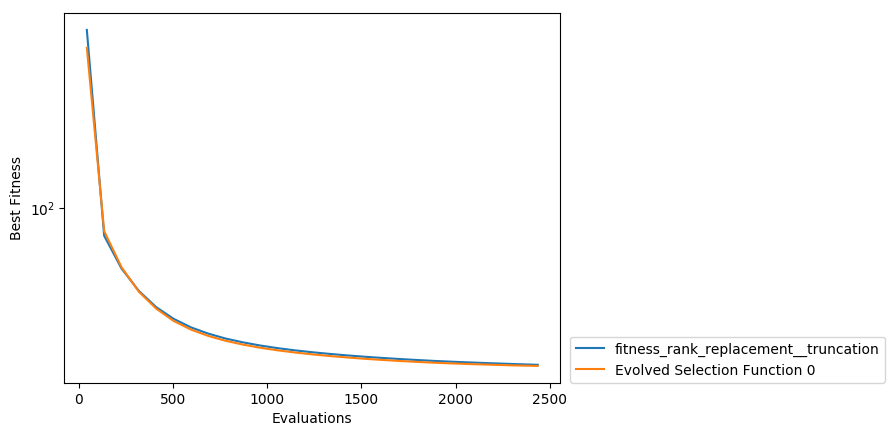 Best Fitness
10²
0
500
1000
1500
2000
2500
Evaluations
fitness_rank_replacement__truncation
Evolved Selection Function 0